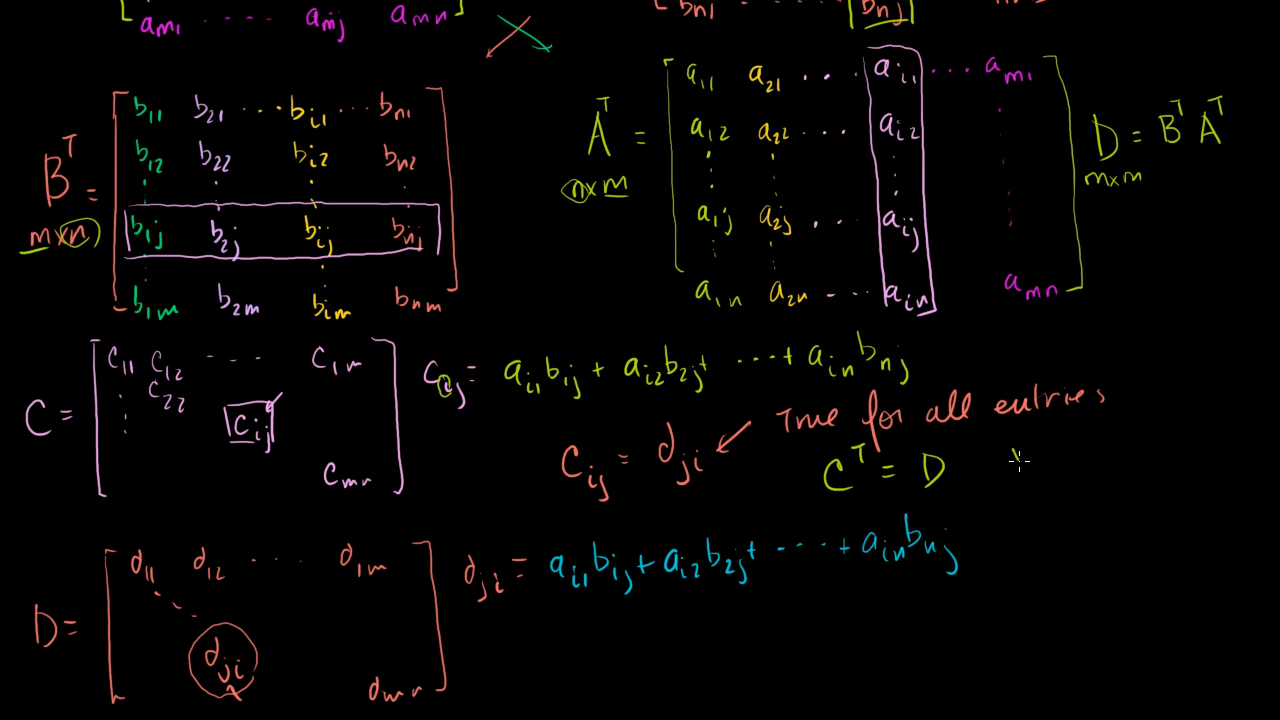 a_m1 ..... a_mj a_mn
b_n1 ... b_nj
B^T = [ b_11 b_21 ... b_i1 ... b_n1
b_12 b_22 b_i2 b_n2
b_1j b_2j b_ij b_nj
b_1m b_2m b_im b_nm ]
m×n
A^T = [ a_11 a_21 ... a_i1 ... a_m1
a_12 a_22 ... a_i2
a_1j a_2j .. a_ij
a_1n a_2n - .. a_in a_mn ]
n×m
D = B^T A^T
m×m
C = [ C_11 C_12 - - - C_1m
C_22
C_ij
C_mn ]
C_ij = a_i1 b_1j + a_i2 b_2j + ... + a_in b_nj
True for all entries
C_ij = d_ji
C^T = D
D = [ d_11 d_12 .... d_1m
d_ji
d_mn ]
d_ji = a_i1 b_1j + a_i2 b_2j + .... + a_in b_nj